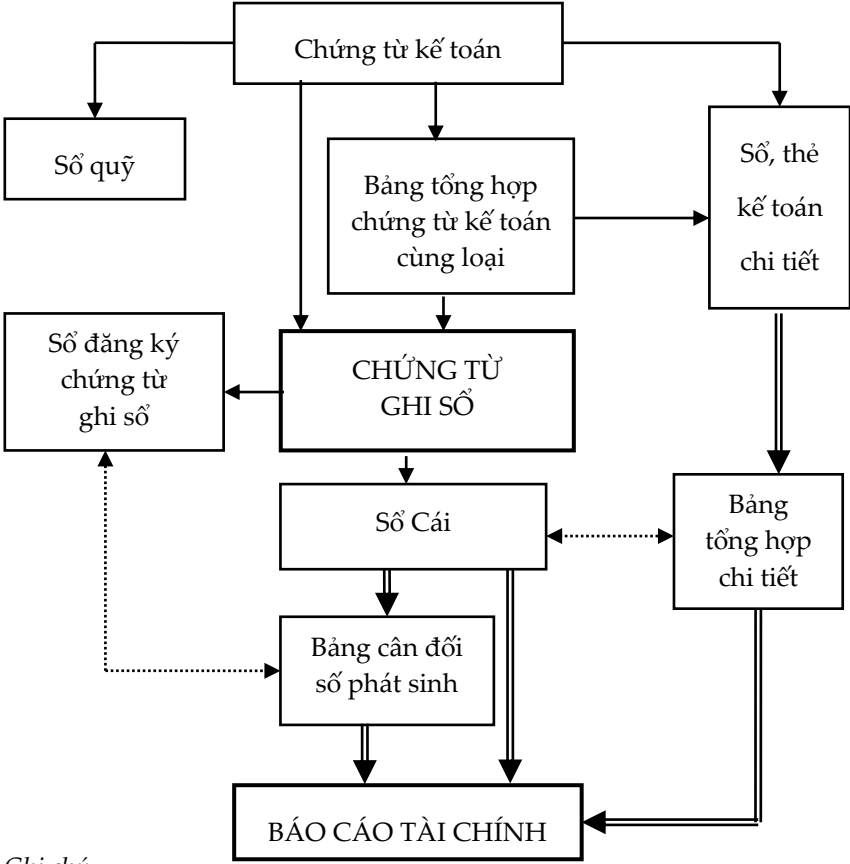 Chứng từ kế toán
Sổ quỹ
Bảng tổng hợp
chứng từ kế toán
cùng loại
Sổ, thẻ
kế toán
chi tiết
Sổ đăng ký
chứng từ
ghi sổ
CHỨNG TỪ
GHI SỔ
Sổ Cái
Bảng
tổng hợp
chi tiết
Bảng cân đối
số phát sinh
BÁO CÁO TÀI CHÍNH
Ghi chú